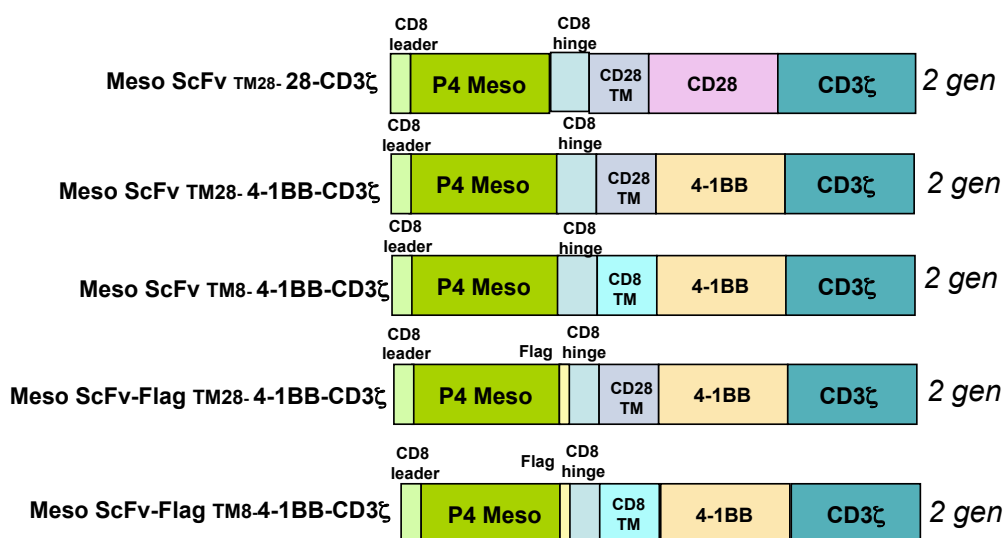 CD8 leader
CD8 hinge
Meso ScFv TM28- 28-CD3ζ
P4 Meso
CD28 TM
CD28
CD3ζ
2 gen
CD8 leader
CD8 hinge
Meso ScFv TM28- 4-1BB-CD3ζ
P4 Meso
CD28 TM
4-1BB
CD3ζ
2 gen
CD8 leader
CD8 hinge
Meso ScFv TM8- 4-1BB-CD3ζ
P4 Meso
CD8 TM
4-1BB
CD3ζ
2 gen
CD8 leader
Flag
CD8 hinge
Meso ScFv-Flag TM28- 4-1BB-CD3ζ
P4 Meso
CD28 TM
4-1BB
CD3ζ
2 gen
CD8 leader
Flag
CD8 hinge
Meso ScFv-Flag TM8-4-1BB-CD3ζ
P4 Meso
CD8 TM
4-1BB
CD3ζ
2 gen